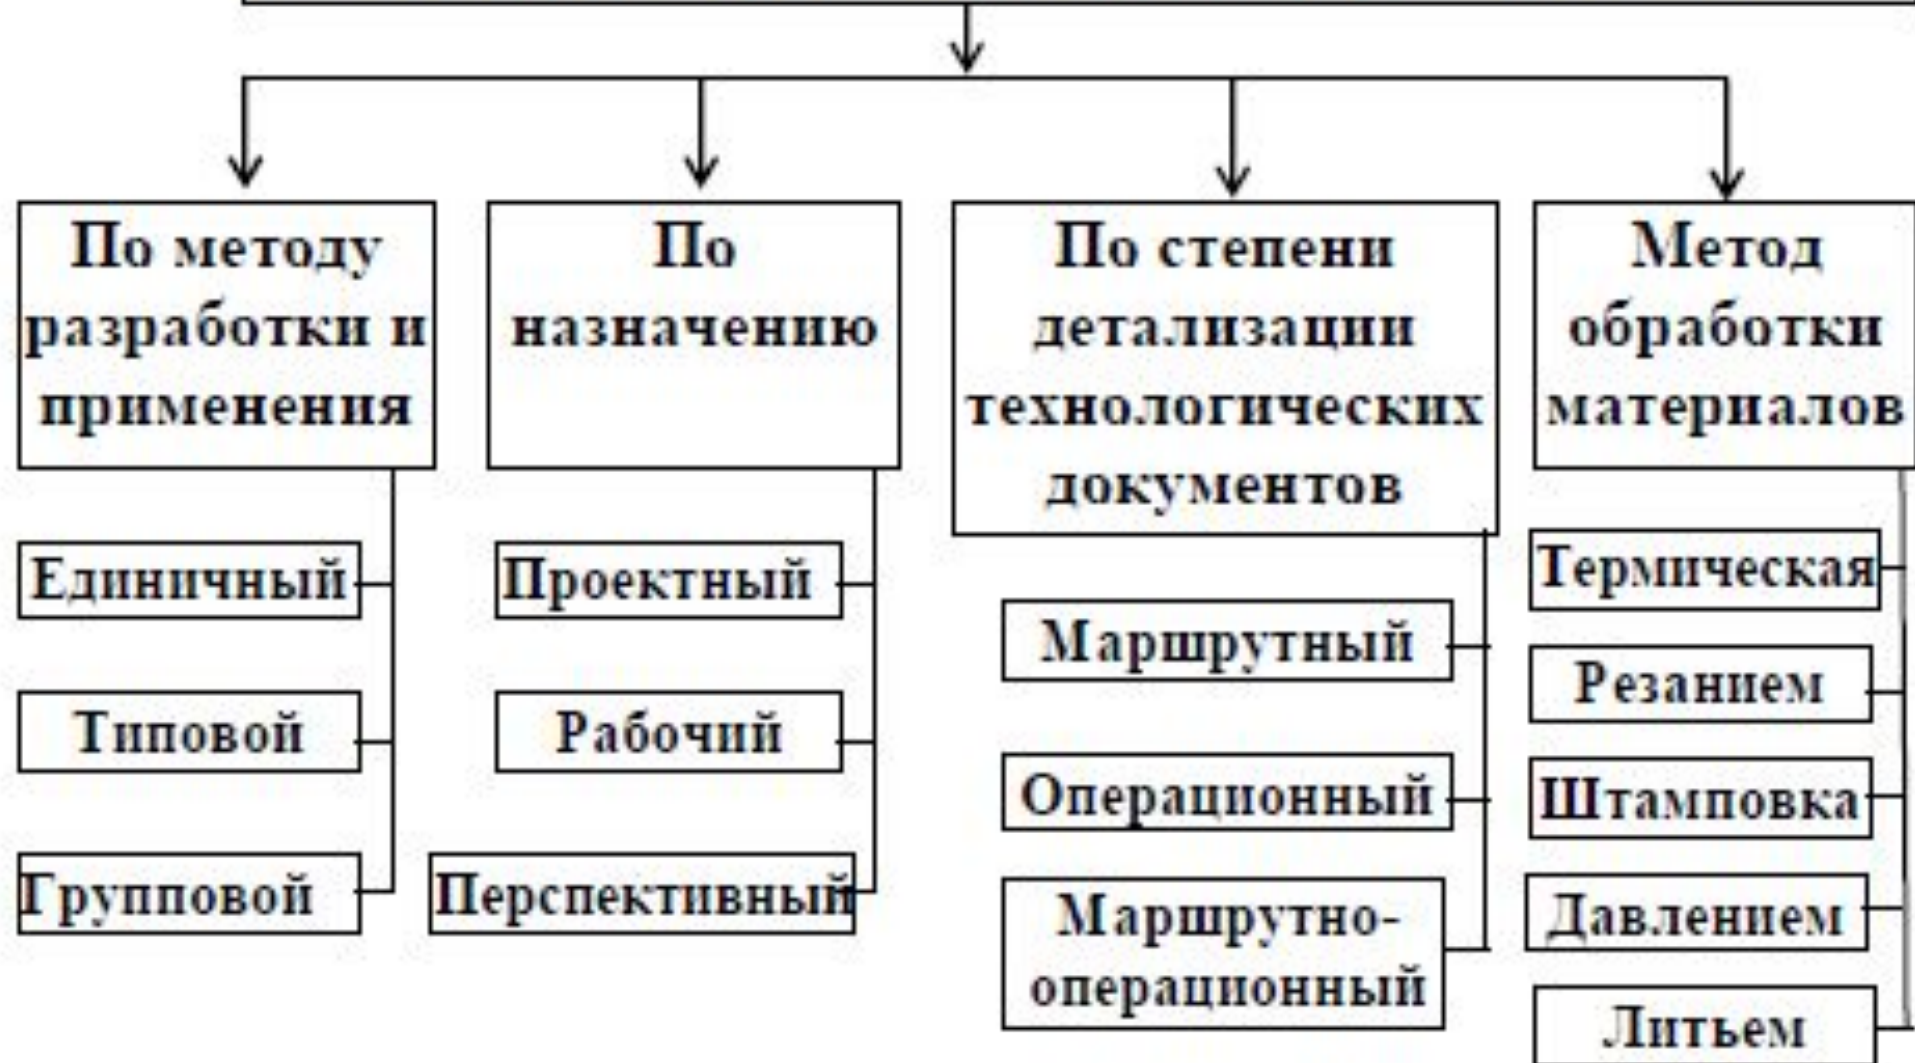 По методу
разработки и
применения
Единичный
Типовой
Групповой
По
назначению
Проектный
Рабочий
Перспективный
По степени
детализации
технологических
документов
Маршрутный
Операционный
Маршрутно-
операционный
Метод
обработки
материалов
Термическая
Резанием
Штамповка
Давлением
Литьем